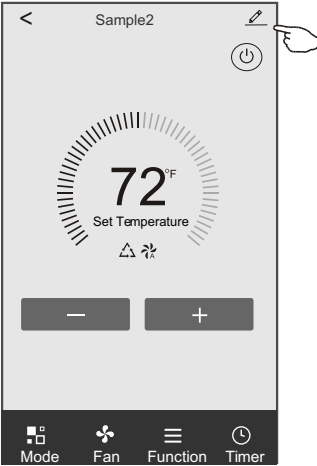 < Sample2
72°F
Set Temperature
A
− +
Mode Fan Function Timer